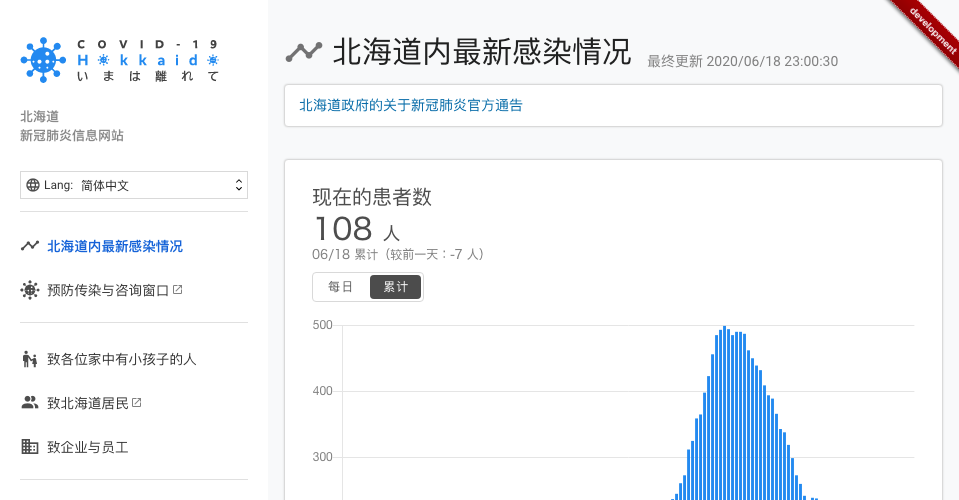 COVID-19
Hokkaido
いまは離れて
北海道
新冠肺炎信息网站
Lang: 简体中文
北海道内最新感染情况
预防传染与咨询窗口
致各位家中有小孩子的人
致北海道居民
致企业与员工
北海道内最新感染情况
最终更新 2020/06/18 23:00:30
development
北海道政府的关于新冠肺炎官方通告
现在的患者数
108 人
06/18 累计（较前一天：-7 人）
每日 累计
500
400
300